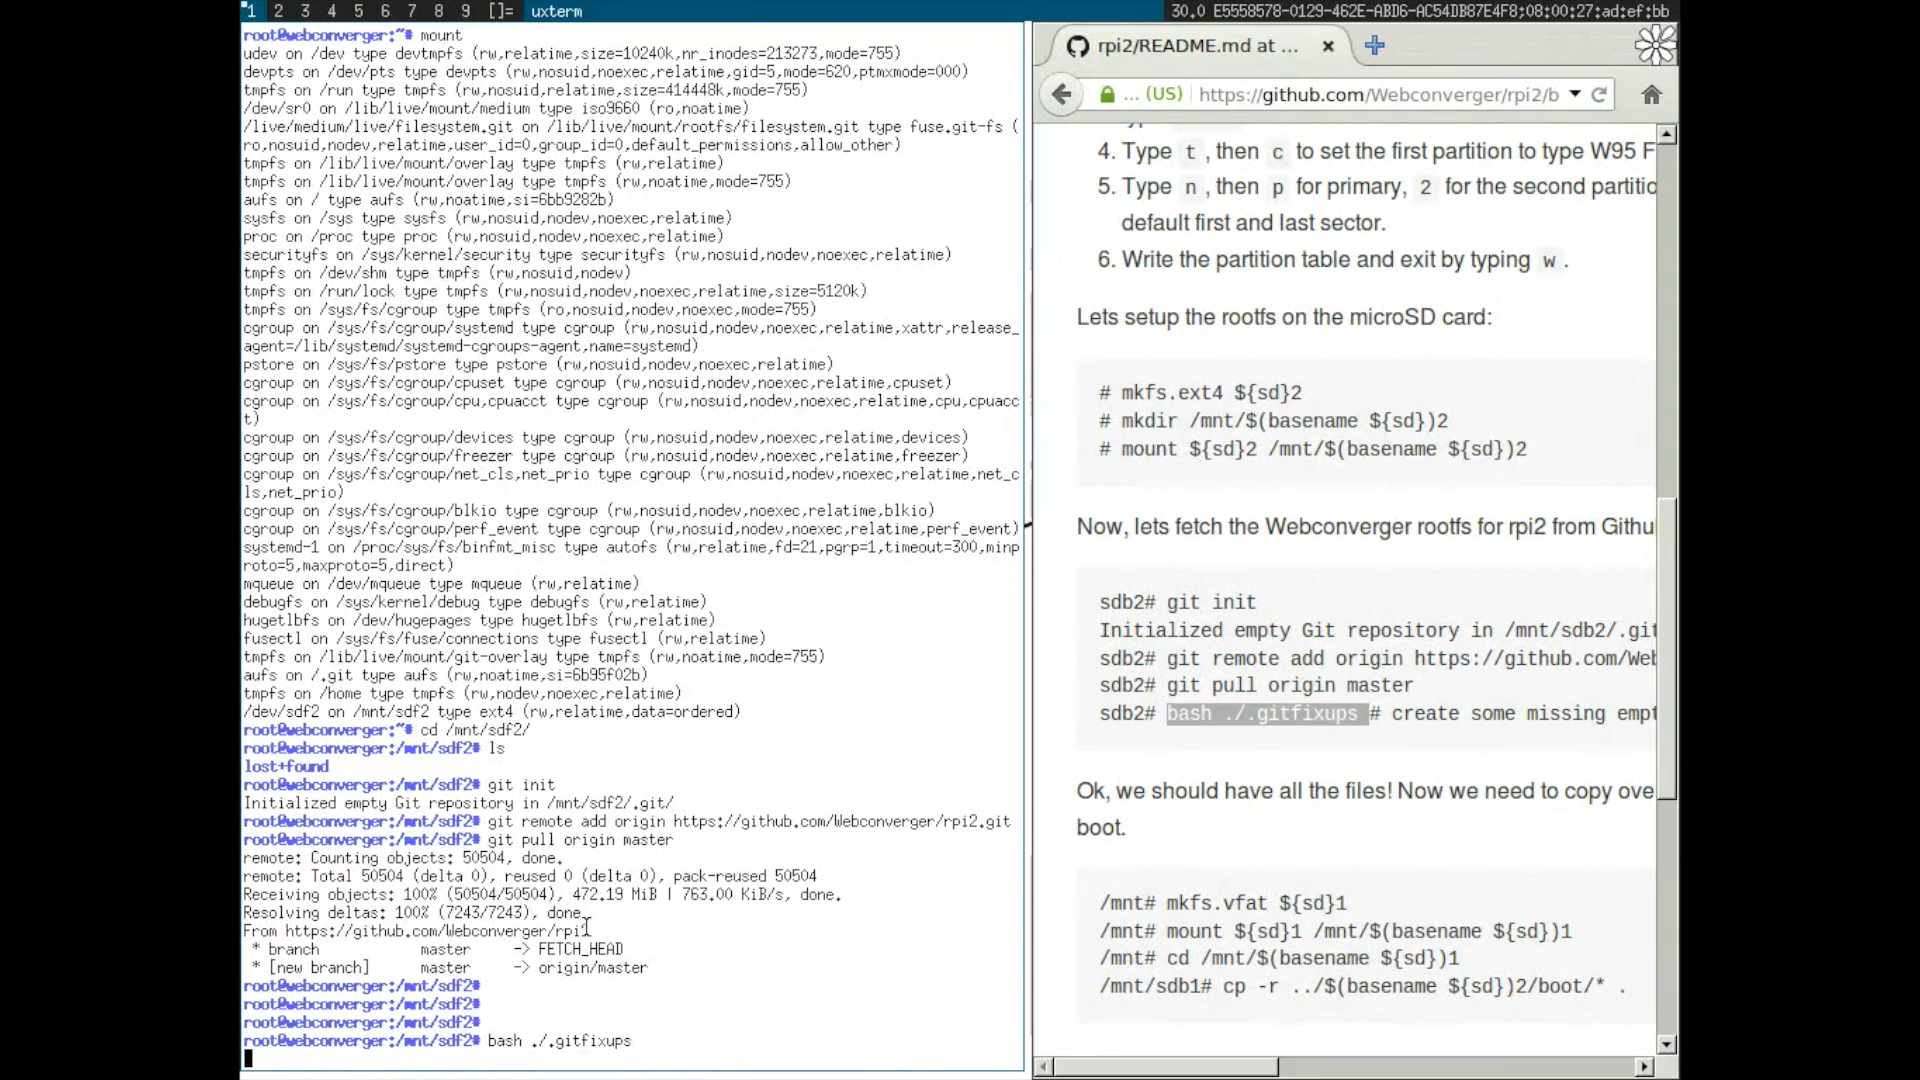 1 2 3 4 5 6 7 8 9 []= uxterm
30.0 E5558578-0129-462E-ABD6-AC54DB87E4F8;08:00:27:ad:ef:bb
root@webconverger:~# mount
udev on /dev type devtmpfs (rw,relatime,size=10240k,nr_inodes=213273,mode=755)
devpts on /dev/pts type devpts (rw,nosuid,noexec,relatime,gid=5,mode=620,ptmxmode=000)
tmpfs on /run type tmpfs (rw,nosuid,relatime,size=414448k,mode=755)
/dev/sr0 on /lib/live/mount/medium type iso9660 (ro,noatime)
/live/medium/live/filesystem.git on /lib/live/mount/rootfs/filesystem.git type fuse.git-fs (
ro,nosuid,nodev,relatime,user_id=0,group_id=0,default_permissions,allow_other)
tmpfs on /lib/live/mount/overlay type tmpfs (rw,relatime)
tmpfs on /lib/live/mount/overlay type tmpfs (rw,noatime,mode=755)
aufs on / type aufs (rw,noatime,si=6bb9282b)
sysfs on /sys type sysfs (rw,nosuid,nodev,noexec,relatime)
proc on /proc type proc (rw,nosuid,nodev,noexec,relatime)
securityfs on /sys/kernel/security type securityfs (rw,nosuid,nodev,noexec,relatime)
tmpfs on /dev/shm type tmpfs (rw,nosuid,nodev)
tmpfs on /run/lock type tmpfs (rw,nosuid,nodev,noexec,relatime,size=5120k)
tmpfs on /sys/fs/cgroup type tmpfs (ro,nosuid,nodev,noexec,mode=755)
cgroup on /sys/fs/cgroup/systemd type cgroup (rw,nosuid,nodev,noexec,relatime,xattr,release_
agent=/lib/systemd/systemd-cgroups-agent,name=systemd)
pstore on /sys/fs/pstore type pstore (rw,nosuid,nodev,noexec,relatime)
cgroup on /sys/fs/cgroup/cpuset type cgroup (rw,nosuid,nodev,noexec,relatime,cpuset)
cgroup on /sys/fs/cgroup/cpu,cpuacct type cgroup (rw,nosuid,nodev,noexec,relatime,cpu,cpuacc
t)
cgroup on /sys/fs/cgroup/devices type cgroup (rw,nosuid,nodev,noexec,relatime,devices)
cgroup on /sys/fs/cgroup/freezer type cgroup (rw,nosuid,nodev,noexec,relatime,freezer)
cgroup on /sys/fs/cgroup/net_cls,net_prio type cgroup (rw,nosuid,nodev,noexec,relatime,net_c
ls,net_prio)
cgroup on /sys/fs/cgroup/blkio type cgroup (rw,nosuid,nodev,noexec,relatime,blkio)
cgroup on /sys/fs/cgroup/perf_event type cgroup (rw,nosuid,nodev,noexec,relatime,perf_event)
systemd-1 on /proc/sys/fs/binfmt_misc type autofs (rw,relatime,fd=21,pgrp=1,timeout=300,minp
roto=5,maxproto=5,direct)
mqueue on /dev/mqueue type mqueue (rw,relatime)
debugfs on /sys/kernel/debug type debugfs (rw,relatime)
hugetlbfs on /dev/hugepages type hugetlbfs (rw,relatime)
fusectl on /sys/fs/fuse/connections type fusectl (rw,relatime)
tmpfs on /lib/live/mount/git-overlay type tmpfs (rw,noatime,mode=755)
aufs on /.git type aufs (rw,noatime,si=6b95f02b)
tmpfs on /home type tmpfs (rw,nodev,noexec,relatime)
/dev/sdf2 on /mnt/sdf2 type ext4 (rw,relatime,data=ordered)
root@webconverger:~# cd /mnt/sdf2/
root@webconverger:/mnt/sdf2# ls
lost+found
root@webconverger:/mnt/sdf2# git init
Initialized empty Git repository in /mnt/sdf2/.git/
root@webconverger:/mnt/sdf2# git remote add origin https://github.com/Webconverger/rpi2.git
root@webconverger:/mnt/sdf2# git pull origin master
remote: Counting objects: 50504, done.
remote: Total 50504 (delta 0), reused 0 (delta 0), pack-reused 50504
Receiving objects: 100% (50504/50504), 472.19 MiB | 763.00 KiB/s, done.
Resolving deltas: 100% (7243/7243), done.
From https://github.com/Webconverger/rpi2
* branch master -> FETCH_HEAD
* [new branch] master -> origin/master
root@webconverger:/mnt/sdf2#
root@webconverger:/mnt/sdf2#
root@webconverger:/mnt/sdf2#
root@webconverger:/mnt/sdf2# bash ./.gitfixups
rpi2/README.md at ...
... (US) https://github.com/Webconverger/rpi2/b
4. Type t , then c to set the first partition to type W95 F
5. Type n , then p for primary, 2 for the second partitio
default first and last sector.
6. Write the partition table and exit by typing w .
Lets setup the rootfs on the microSD card:
# mkfs.ext4 ${sd}2
# mkdir /mnt/$(basename ${sd})2
# mount ${sd}2 /mnt/$(basename ${sd})2
Now, lets fetch the Webconverger rootfs for rpi2 from Githu
sdb2# git init
Initialized empty Git repository in /mnt/sdb2/.git
sdb2# git remote add origin https://github.com/Web
sdb2# git pull origin master
sdb2# bash ./.gitfixups # create some missing empt
Ok, we should have all the files! Now we need to copy ove
boot.
/mnt# mkfs.vfat ${sd}1
/mnt# mount ${sd}1 /mnt/$(basename ${sd})1
/mnt# cd /mnt/$(basename ${sd})1
/mnt/sdb1# cp -r ../$(basename ${sd})2/boot/* .